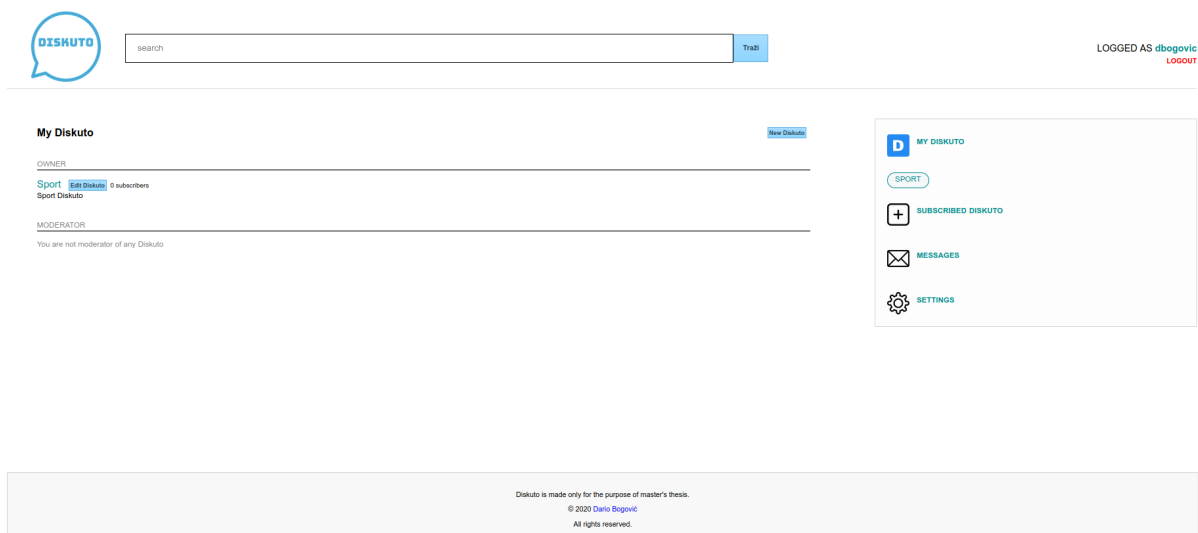 DISKUTO
search
Traži
LOGGED AS dbogovic
LOGOUT
My Diskuto
New Diskuto
OWNER
Sport Edit Diskuto 0 subscribers
Sport Diskuto
MODERATOR
You are not moderator of any Diskuto
D MY DISKUTO
SPORT
SUBSCRIBED DISKUTO
MESSAGES
SETTINGS
Diskuto is made only for the purpose of master's thesis.
© 2020 Dario Bogović
All rights reserved.